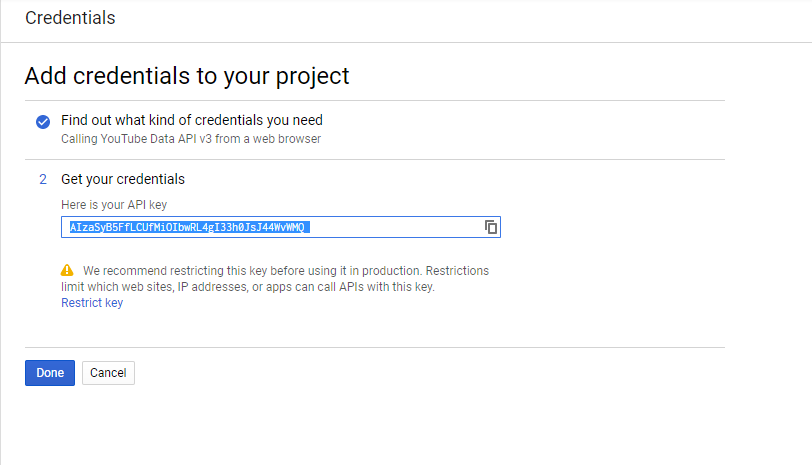 Credentials
Add credentials to your project
Find out what kind of credentials you need
Calling YouTube Data API v3 from a web browser
2 Get your credentials
Here is your API key
AIzaSyB5FfLCUfMiOIbwRL4gI33h0JsJ44WvWMQ
We recommend restricting this key before using it in production. Restrictions
limit which web sites, IP addresses, or apps can call APIs with this key.
Restrict key
Done Cancel